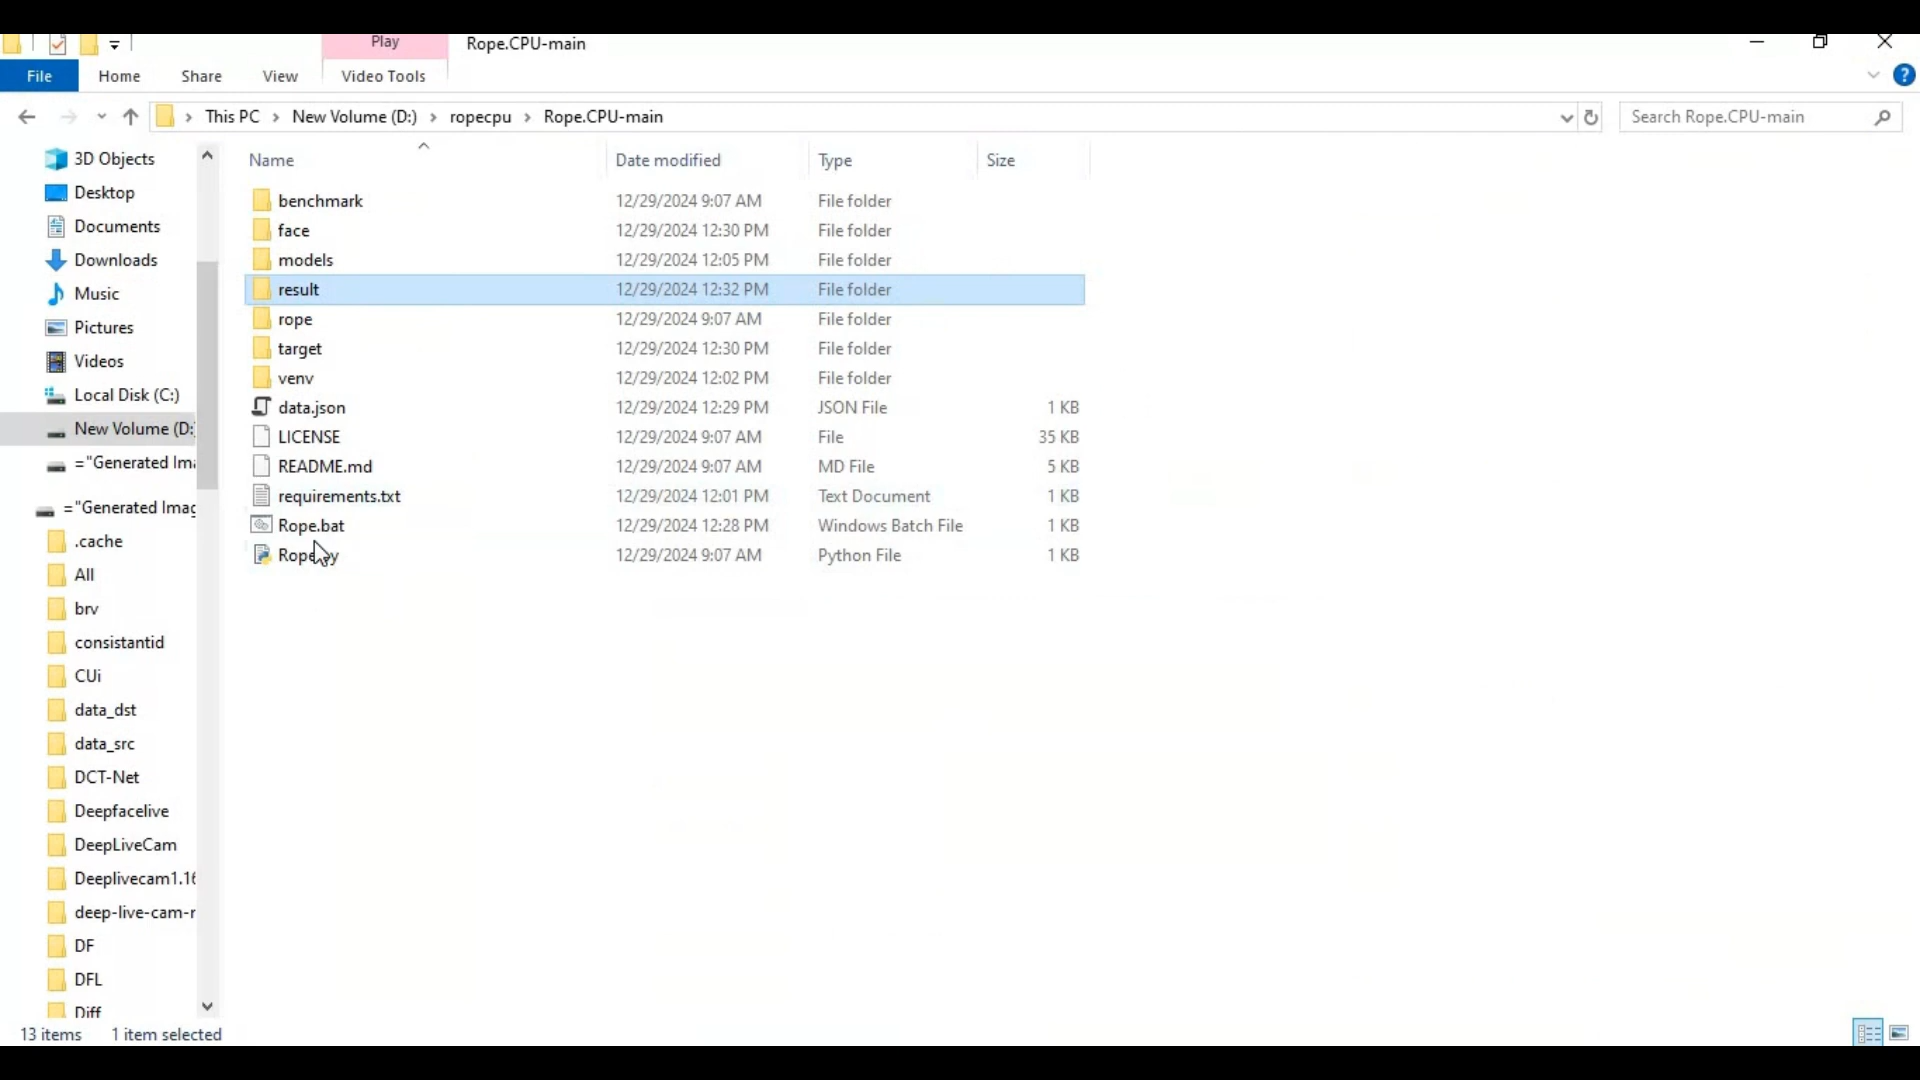 Play
Rope.CPU-main
File Home Share View Video Tools
This PC New Volume (D:) ropecpu Rope.CPU-main
Search Rope.CPU-main
3D Objects
Desktop
Documents
Downloads
Music
Pictures
Videos
Local Disk (C:)
New Volume (D:
="Generated Ima
="Generated Imag
.cache
All
brv
consistantid
CUi
data_dst
data_src
DCT-Net
Deepfacelive
DeepLiveCam
Deeplivecam1.16
deep-live-cam-r
DF
DFL
Diff
Name Date modified Type Size
benchmark 12/29/2024 9:07 AM File folder
face 12/29/2024 12:30 PM File folder
models 12/29/2024 12:05 PM File folder
result 12/29/2024 12:32 PM File folder
rope 12/29/2024 9:07 AM File folder
target 12/29/2024 12:30 PM File folder
venv 12/29/2024 12:02 PM File folder
data.json 12/29/2024 12:29 PM JSON File 1 KB
LICENSE 12/29/2024 9:07 AM File 35 KB
README.md 12/29/2024 9:07 AM MD File 5 KB
requirements.txt 12/29/2024 12:01 PM Text Document 1 KB
Rope.bat 12/29/2024 12:28 PM Windows Batch File 1 KB
Rope.py 12/29/2024 9:07 AM Python File 1 KB
13 items 1 item selected